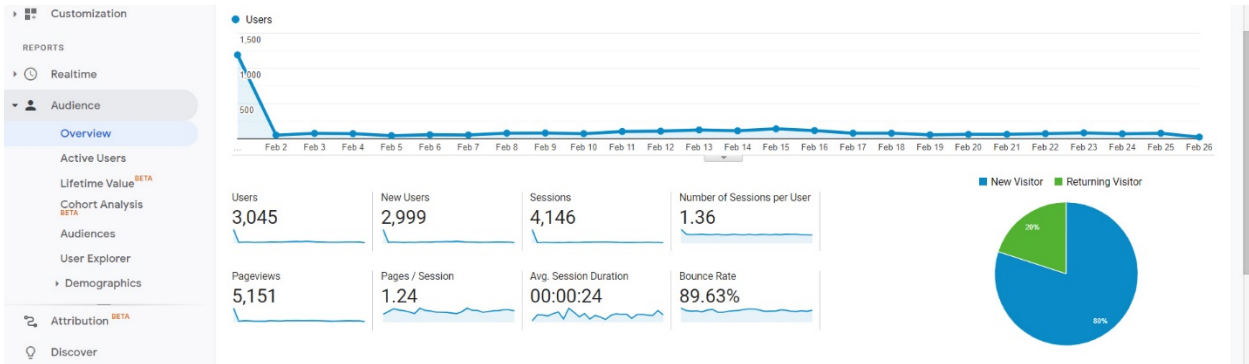 Customization
REPORTS
Realtime
Audience
Overview
Active Users
Lifetime Value BETA
Cohort Analysis
BETA
Audiences
User Explorer
Demographics
Attribution BETA
Discover
Users
1,500
1,000
500
... Feb 2 Feb 3 Feb 4 Feb 5 Feb 6 Feb 7 Feb 8 Feb 9 Feb 10 Feb 11 Feb 12 Feb 13 Feb 14 Feb 15 Feb 16 Feb 17 Feb 18 Feb 19 Feb 20 Feb 21 Feb 22 Feb 23 Feb 24 Feb 25 Feb 26
Users
3,045
New Users
2,999
Sessions
4,146
Number of Sessions per User
1.36
Pageviews
5,151
Pages / Session
1.24
Avg. Session Duration
00:00:24
Bounce Rate
89.63%
New Visitor Returning Visitor
20%
80%